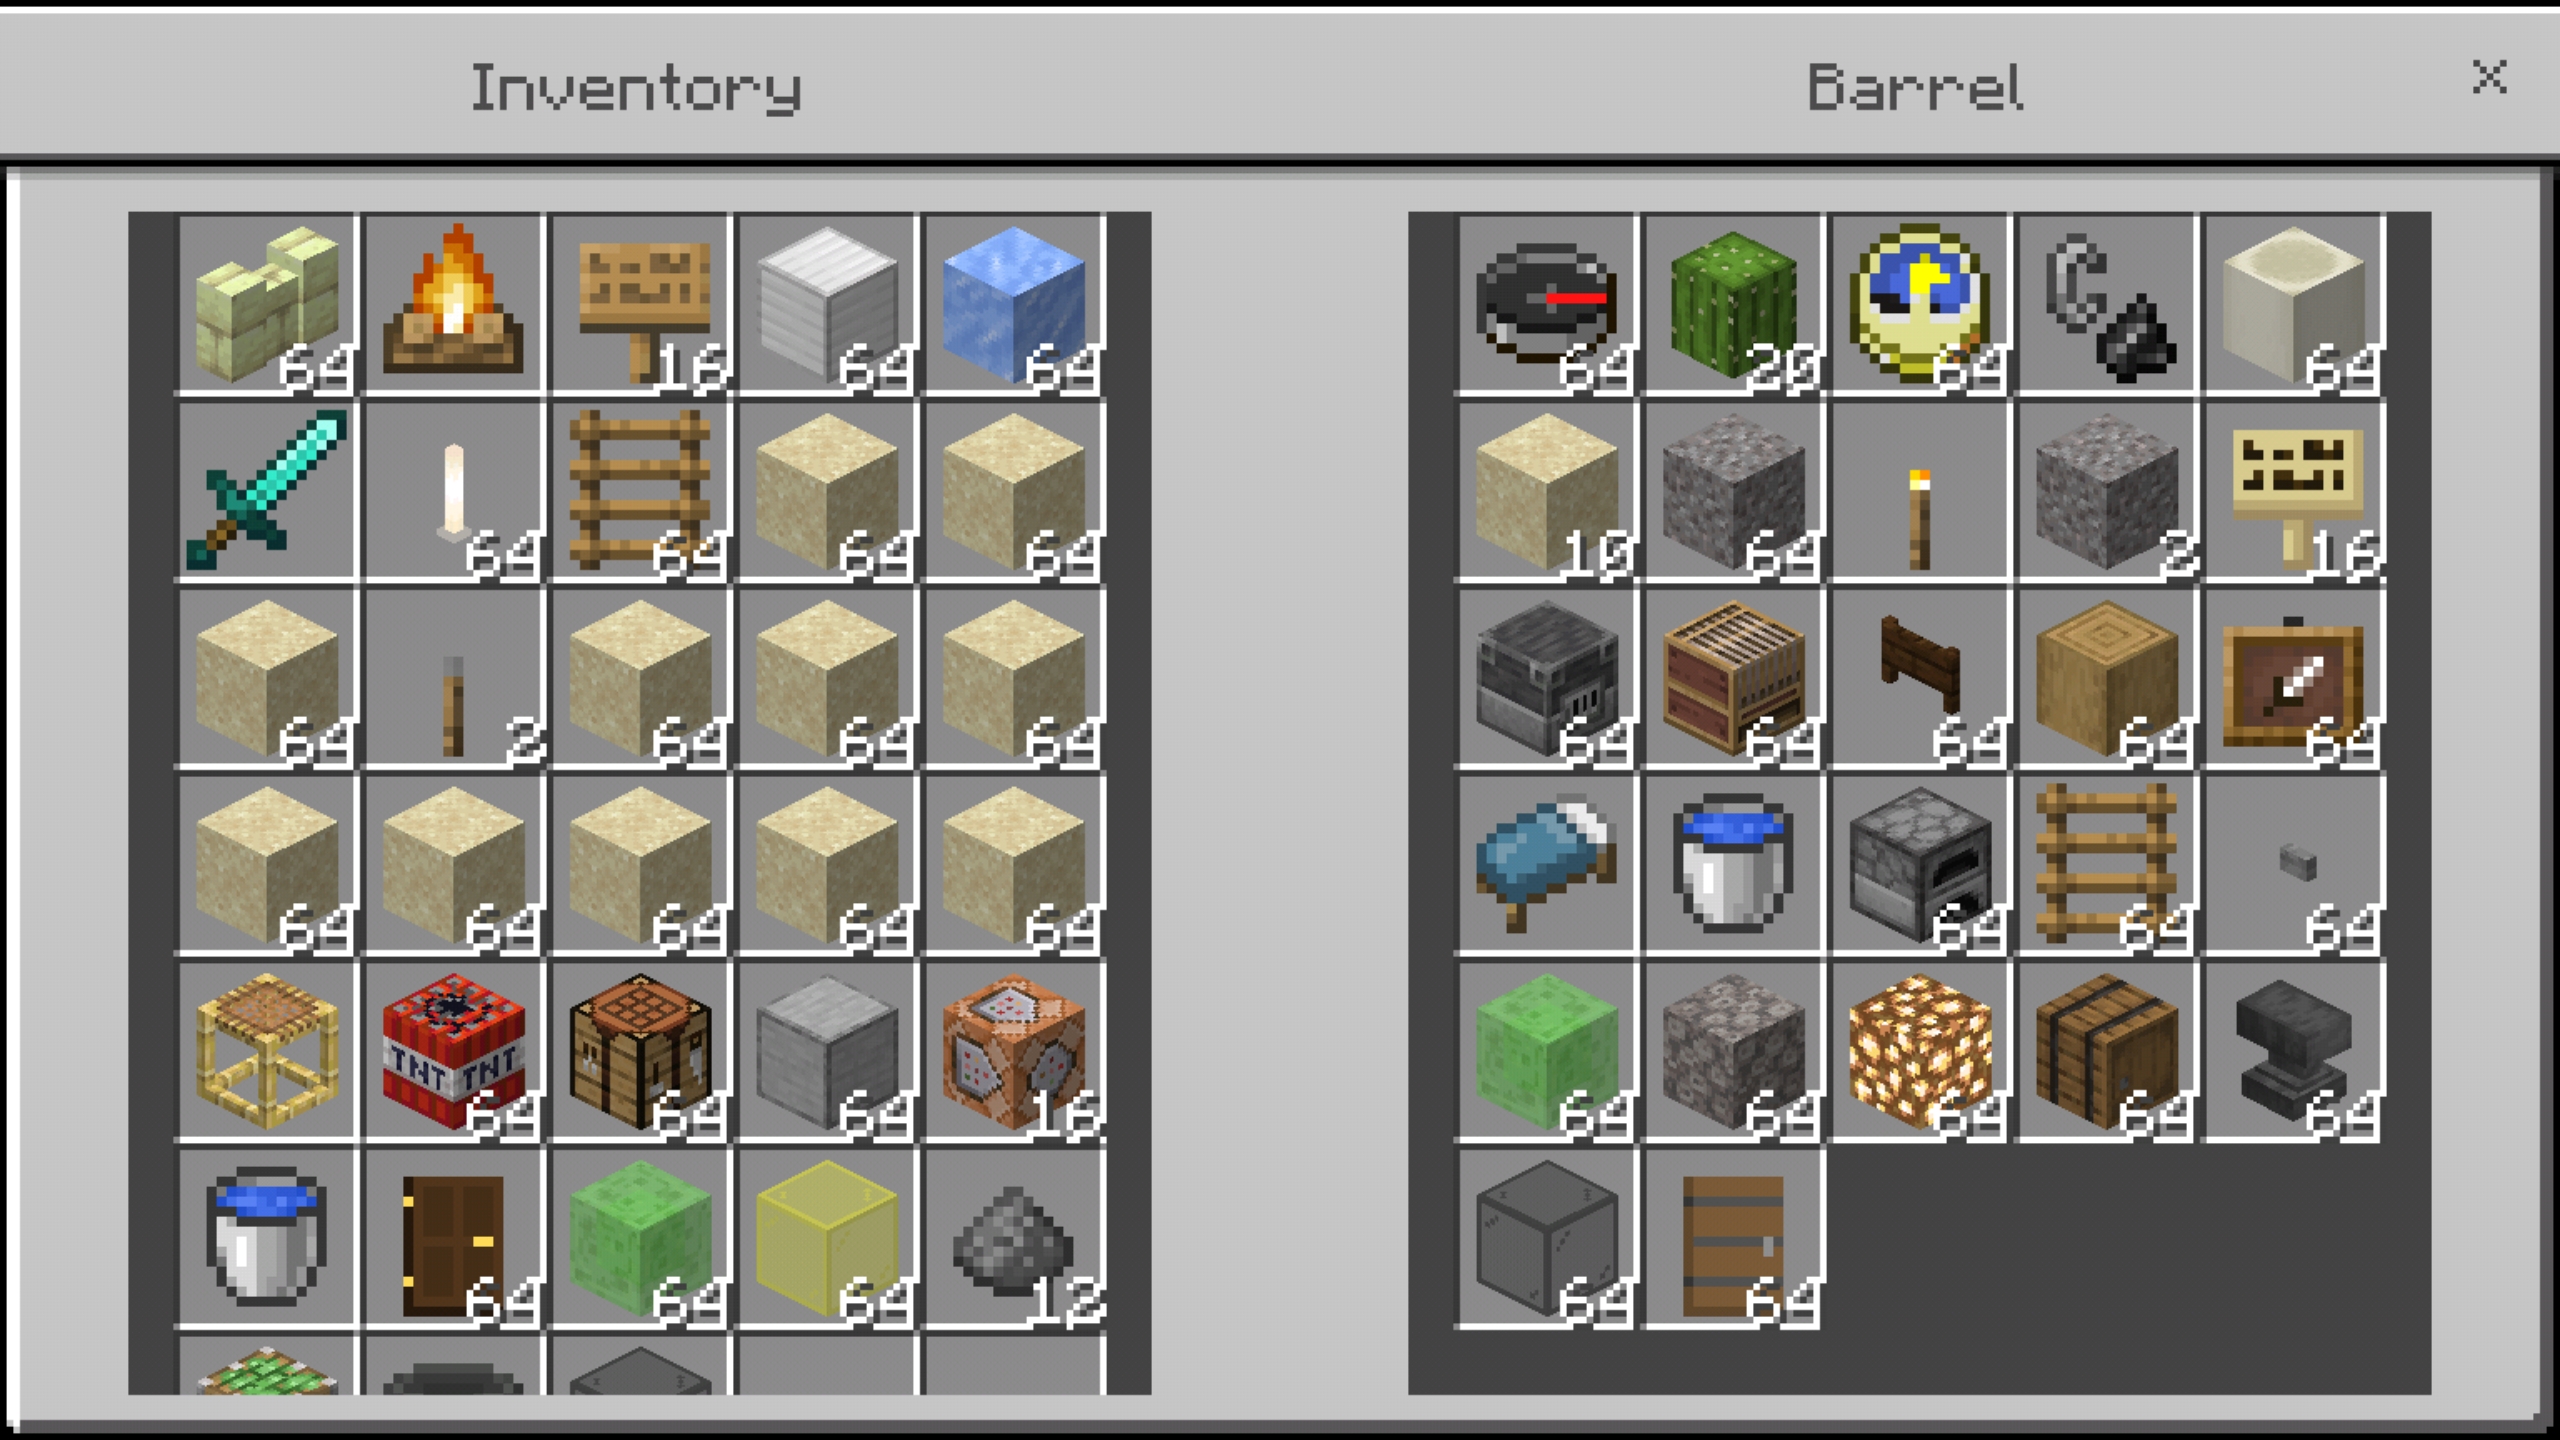 Inventory
Barrel
64 16 64 64
64 64 64 64
64 2 64 64 64
64 64 64 64 64
TNT TNT
64 64 64 16
64 64 64 12
64 20 64 64
10 64 2 16
64 64 64 64 64
64 64 64
64 64 64 64 64
64 64